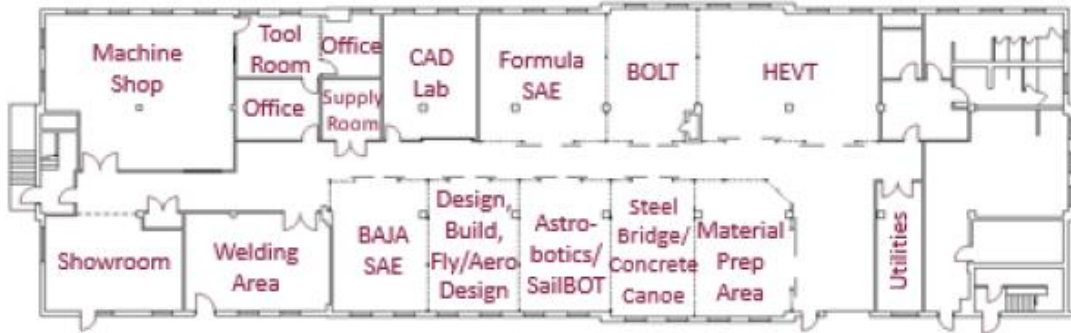 Machine
Shop
Tool
Room
Office
Office
Supply
Room
CAD
Lab
Formula
SAE
BOLT
HEVT
Showroom
Welding
Area
BAJA
SAE
Design,
Build,
Fly/Aero
Design
Astro-
botics/
SailBOT
Steel
Bridge/
Concrete
Canoe
Material
Prep
Area
Utilities